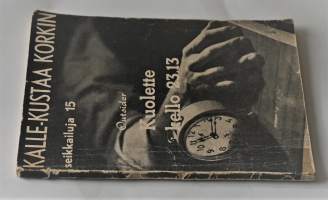 KALLE-KUSTAA KORKIN
seikkailuja 15
Outsider
Kuolette
kello 23.13